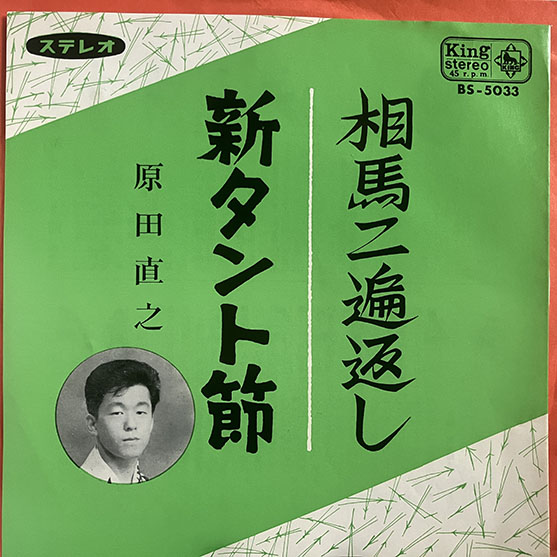 ステレオ
King
stereo
45 r.p.m
KING
BS-5033
相馬二遍返し
新タント節
原田直之